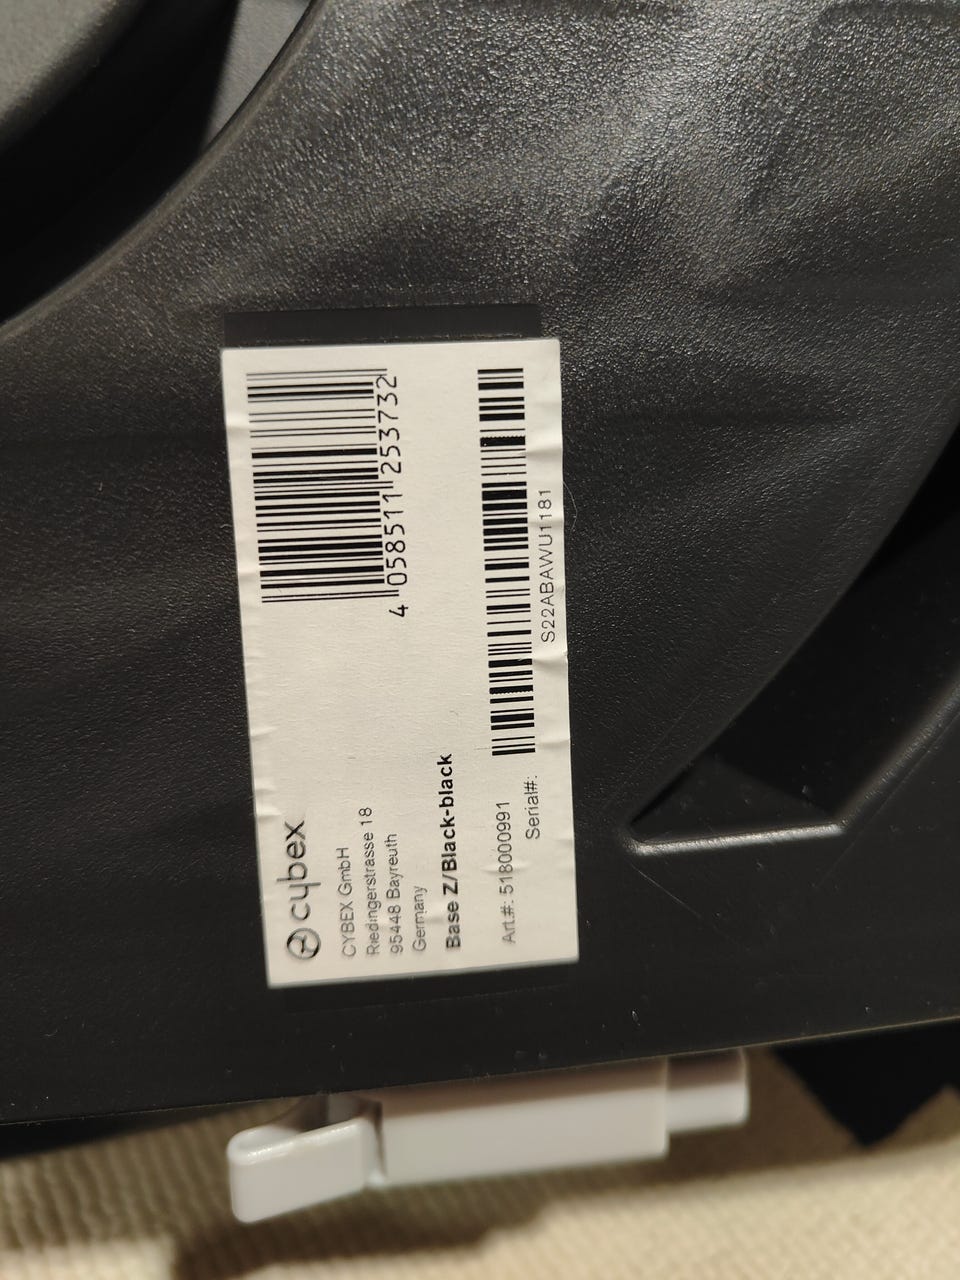 cybex
CYBEX GmbH
Riedingerstrasse 18
95448 Bayreuth
Germany
Base Z/Black-black
Art.#: 518000991
Serial#:
4 058511 253732
S22ABAWU1181